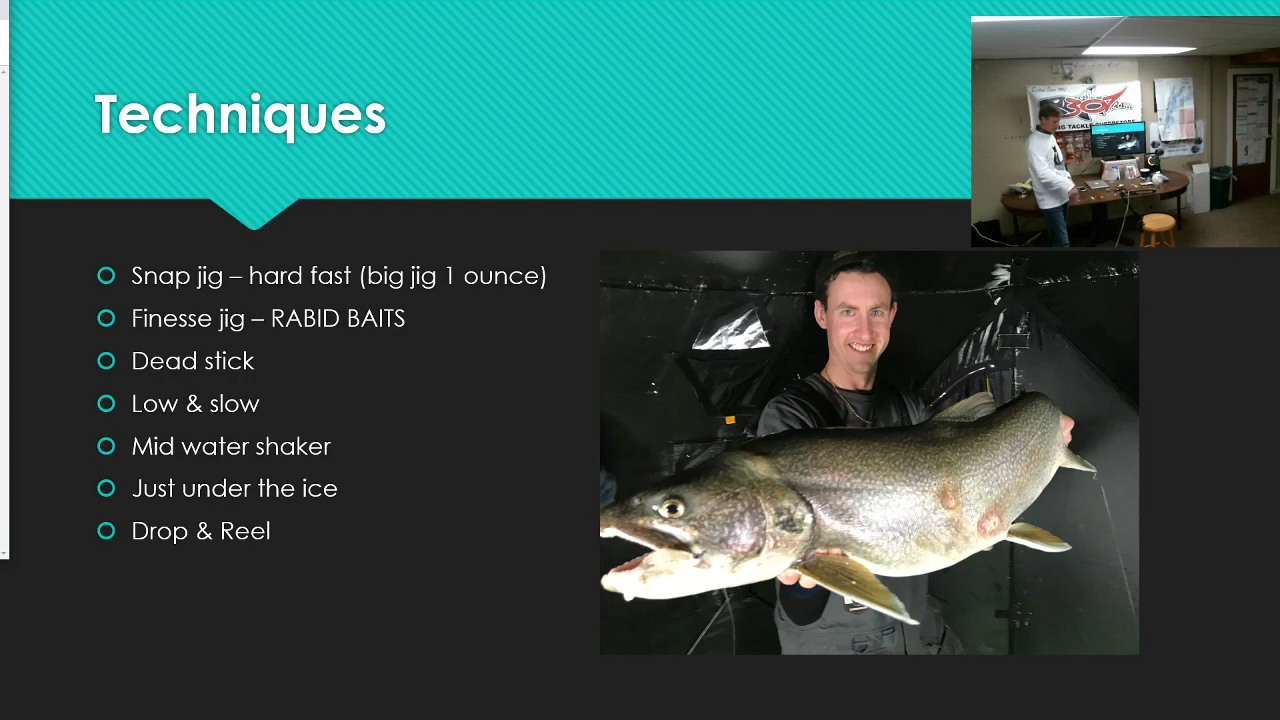 Techniques
Snap jig – hard fast (big jig 1 ounce)
Finesse jig – RABID BAITS
Dead stick
Low & slow
Mid water shaker
Just under the ice
Drop & Reel